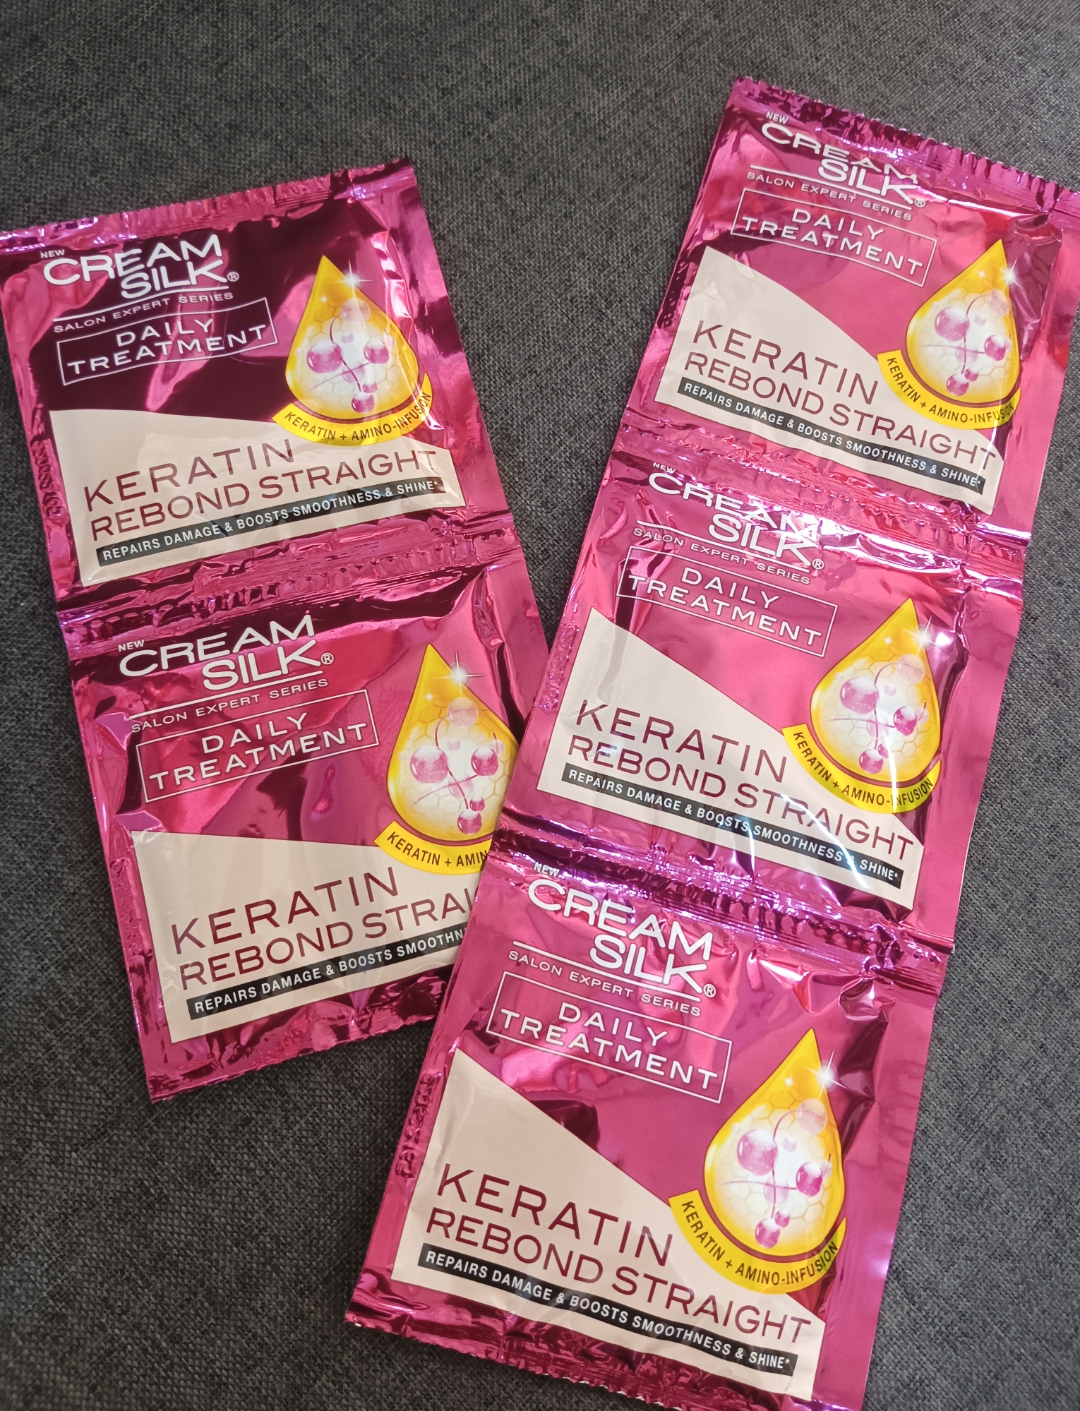 NEW
CREAM
SILK®
SALON EXPERT SERIES
DAILY
TREATMENT
KERATIN + AMINO-INFUSION
KERATIN
REBOND STRAIGHT
REPAIRS DAMAGE & BOOSTS SMOOTHNESS & SHINE*
NEW
CREAM
SILK®
SALON EXPERT SERIES
DAILY
TREATMENT
KERATIN + AMIN
KERATIN
REBOND STRAI
REPAIRS DAMAGE & BOOSTS SMOOTHN
NEW
CREAM
SILK®
SALON EXPERT SERIES
DAILY
TREATMENT
KERATIN + AMINO-INFUSION
KERATIN
REBOND STRAIGHT
REPAIRS DAMAGE & BOOSTS SMOOTHNESS & SHINE*
NEW
CREAM
SILK®
SALON EXPERT SERIES
DAILY
TREATMENT
KERATIN + AMINO-INFUSION
KERATIN
REBOND STRAIGHT
REPAIRS DAMAGE & BOOSTS SMOOTHNESS & SHINE*
NEW
CREAM
SILK®
SALON EXPERT SERIES
DAILY
TREATMENT
KERATIN + AMINO-INFUSION
KERATIN
REBOND STRAIGHT
REPAIRS DAMAGE & BOOSTS SMOOTHNESS & SHINE*